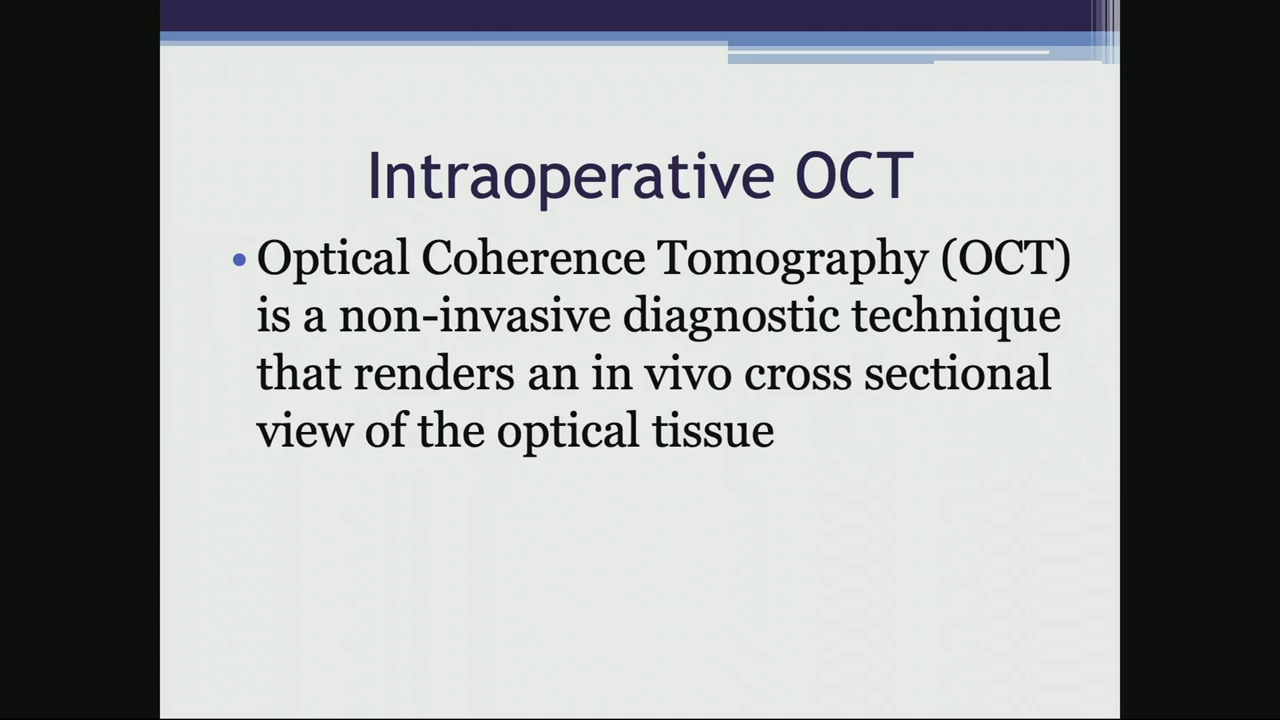 Intraoperative OCT
• Optical Coherence Tomography (OCT)
is a non-invasive diagnostic technique
that renders an in vivo cross sectional
view of the optical tissue